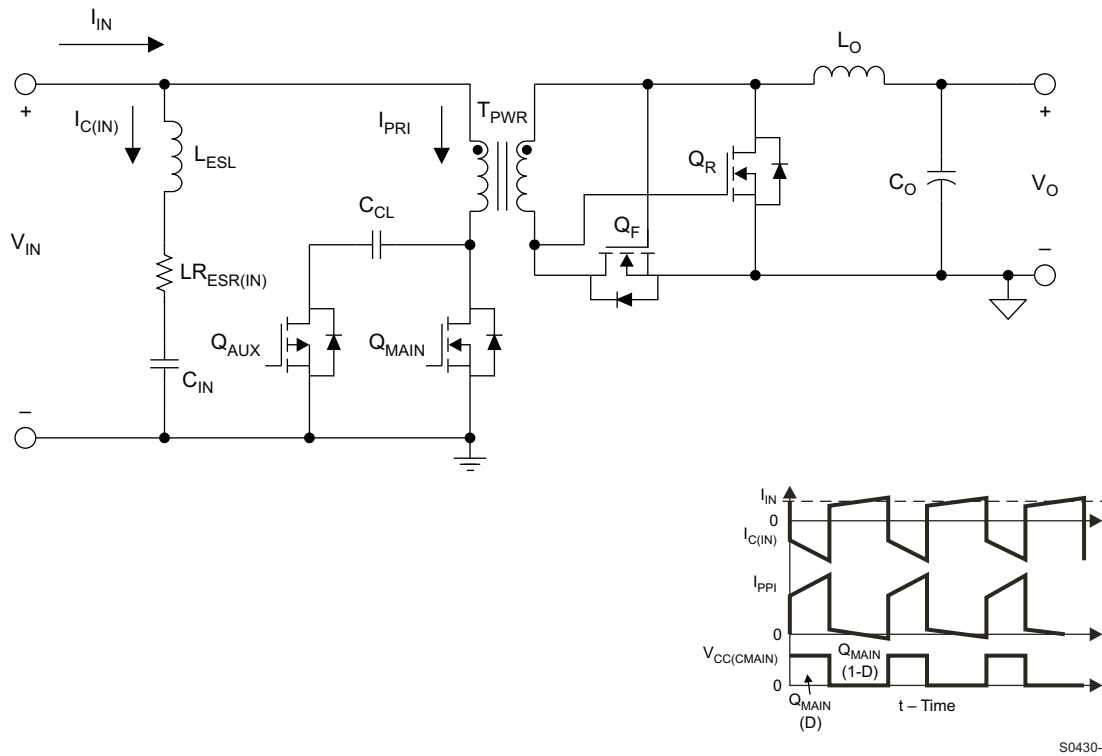 I_IN
L_O
+
I_C(IN)
I_PRI
T_PWR
+
L_ESL
Q_R
C_CL
C_O
V_O
V_IN
Q_F
LR_ESR(IN)
–
Q_AUX
Q_MAIN
C_IN
–
I_IN
0
I_C(IN)
I_PPI
0
V_CC(CMAIN)
Q_MAIN
(1-D)
0
Q_MAIN
(D)
t – Time
S0430-